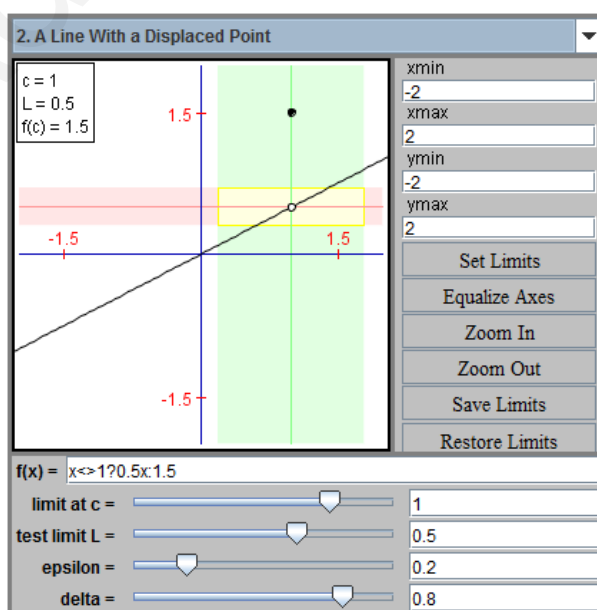 2. A Line With a Displaced Point
c = 1
L = 0.5
f(c) = 1.5
1.5
-1.5
1.5
-1.5
xmin
-2
xmax
2
ymin
-2
ymax
2
Set Limits
Equalize Axes
Zoom In
Zoom Out
Save Limits
Restore Limits
f(x) = x<>1?0.5x:1.5
limit at c = 1
test limit L = 0.5
epsilon = 0.2
delta = 0.8